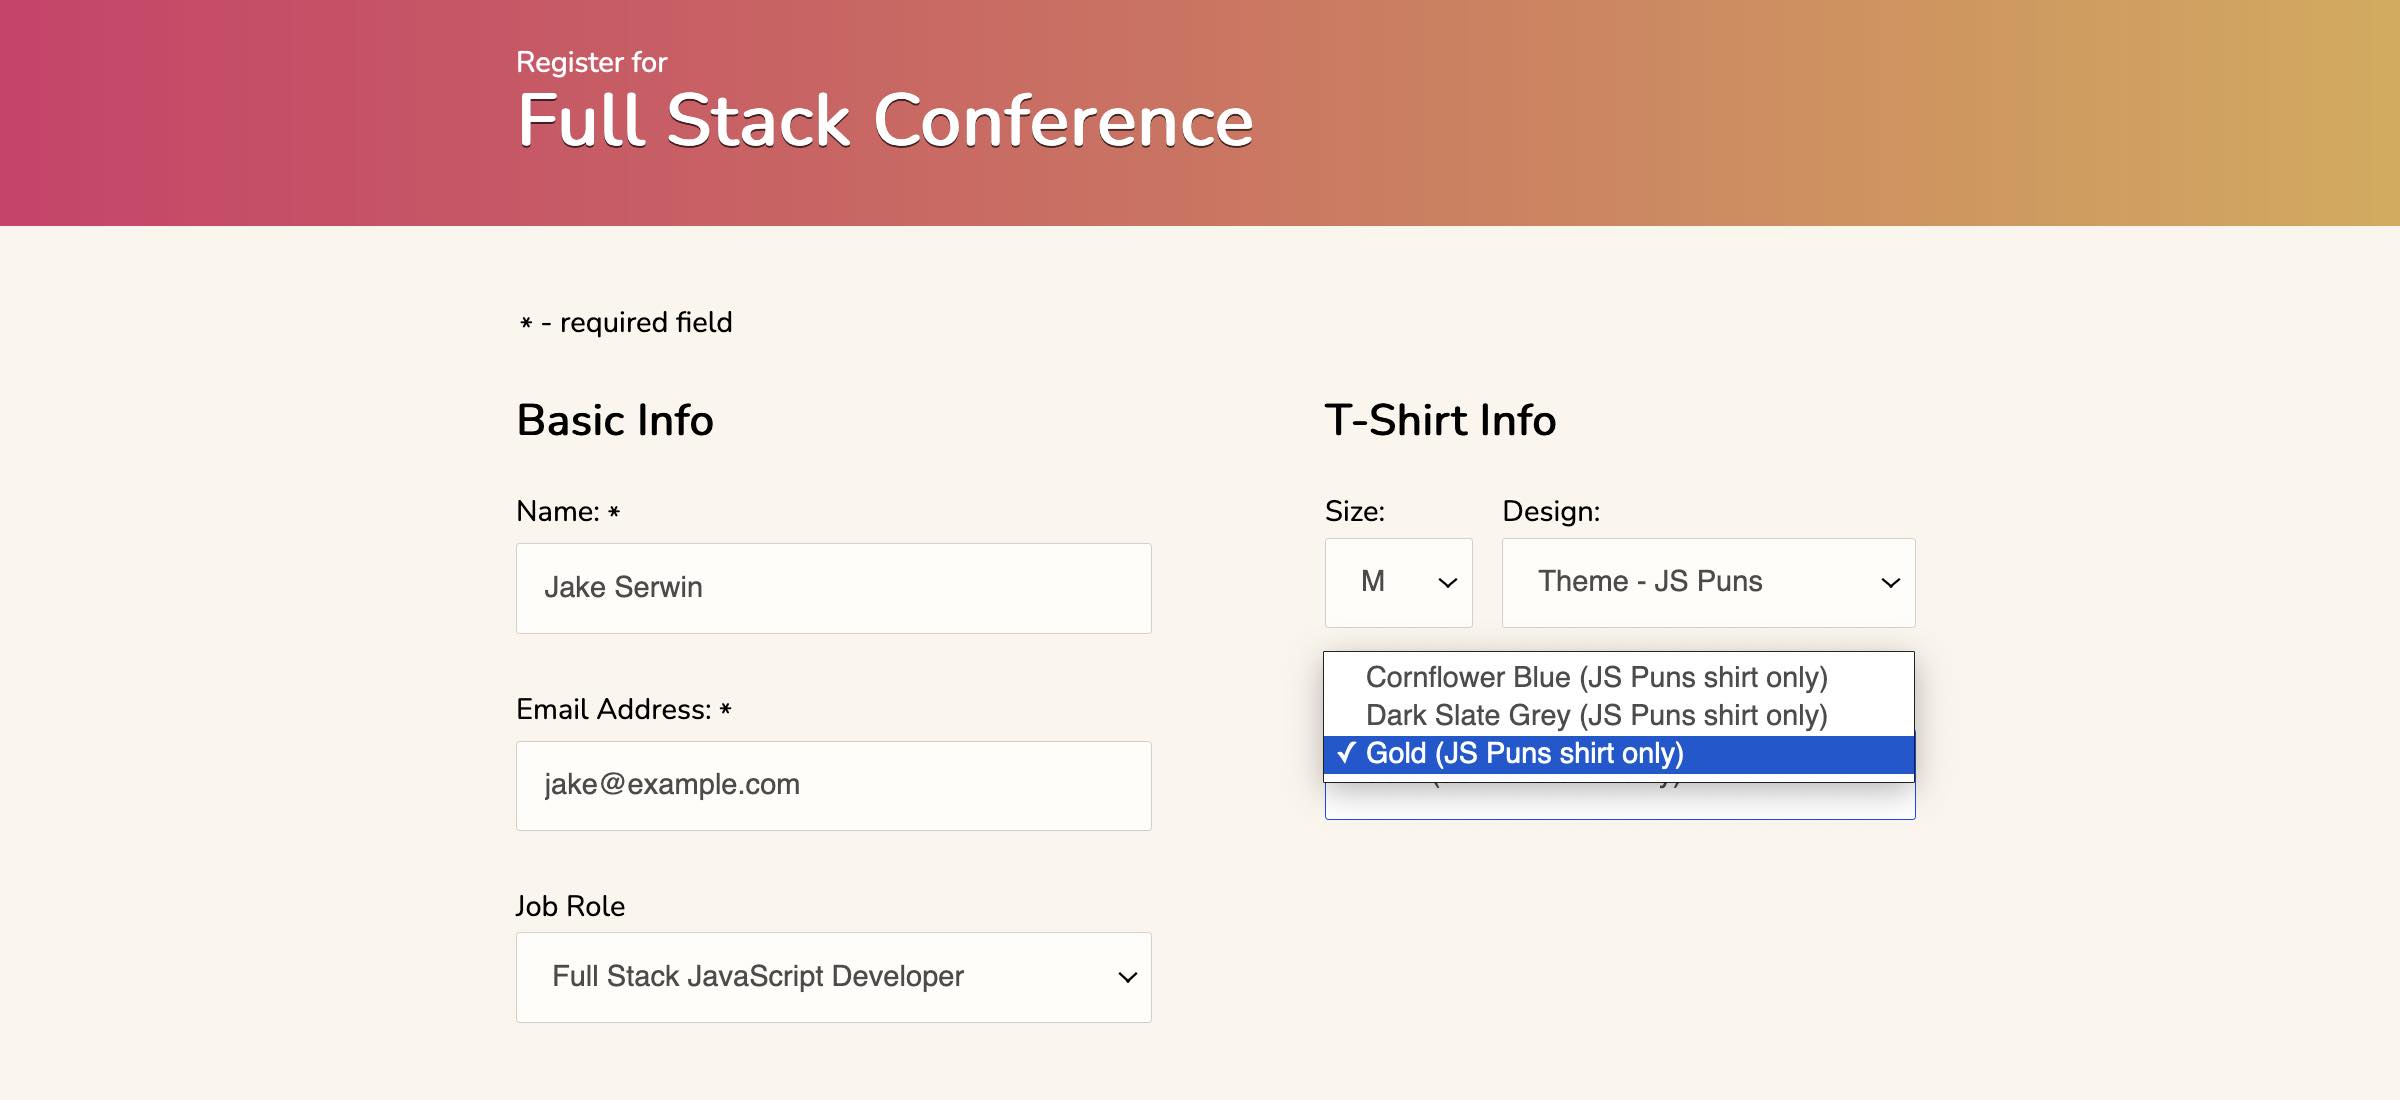 Register for
Full Stack Conference
* - required field
Basic Info
Name: *
Jake Serwin
Email Address: *
jake@example.com
Job Role
Full Stack JavaScript Developer
T-Shirt Info
Size:
Design:
M
Theme - JS Puns
Cornflower Blue (JS Puns shirt only)
Dark Slate Grey (JS Puns shirt only)
✓ Gold (JS Puns shirt only)